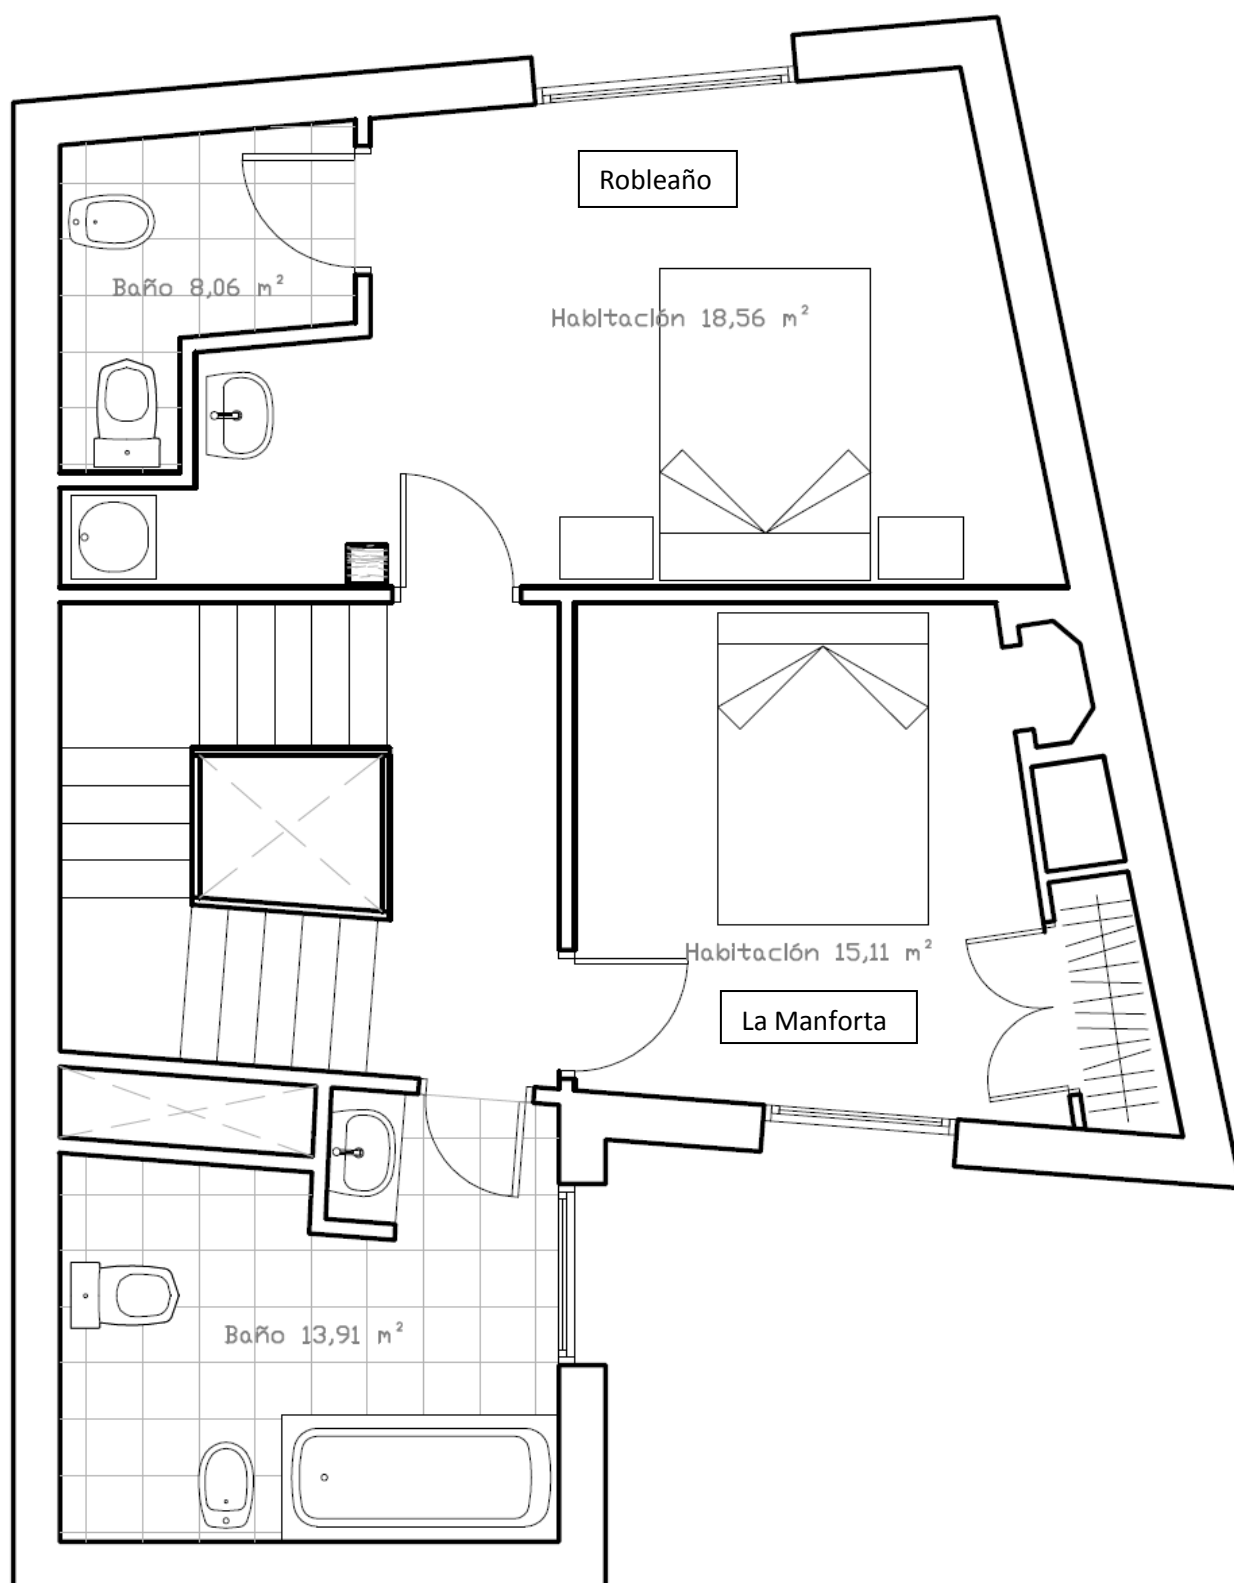 Robleaño
Baño 8,06 m²
Habitación 18,56 m²
Habitación 15,11 m²
La Manforta
Baño 13,91 m²